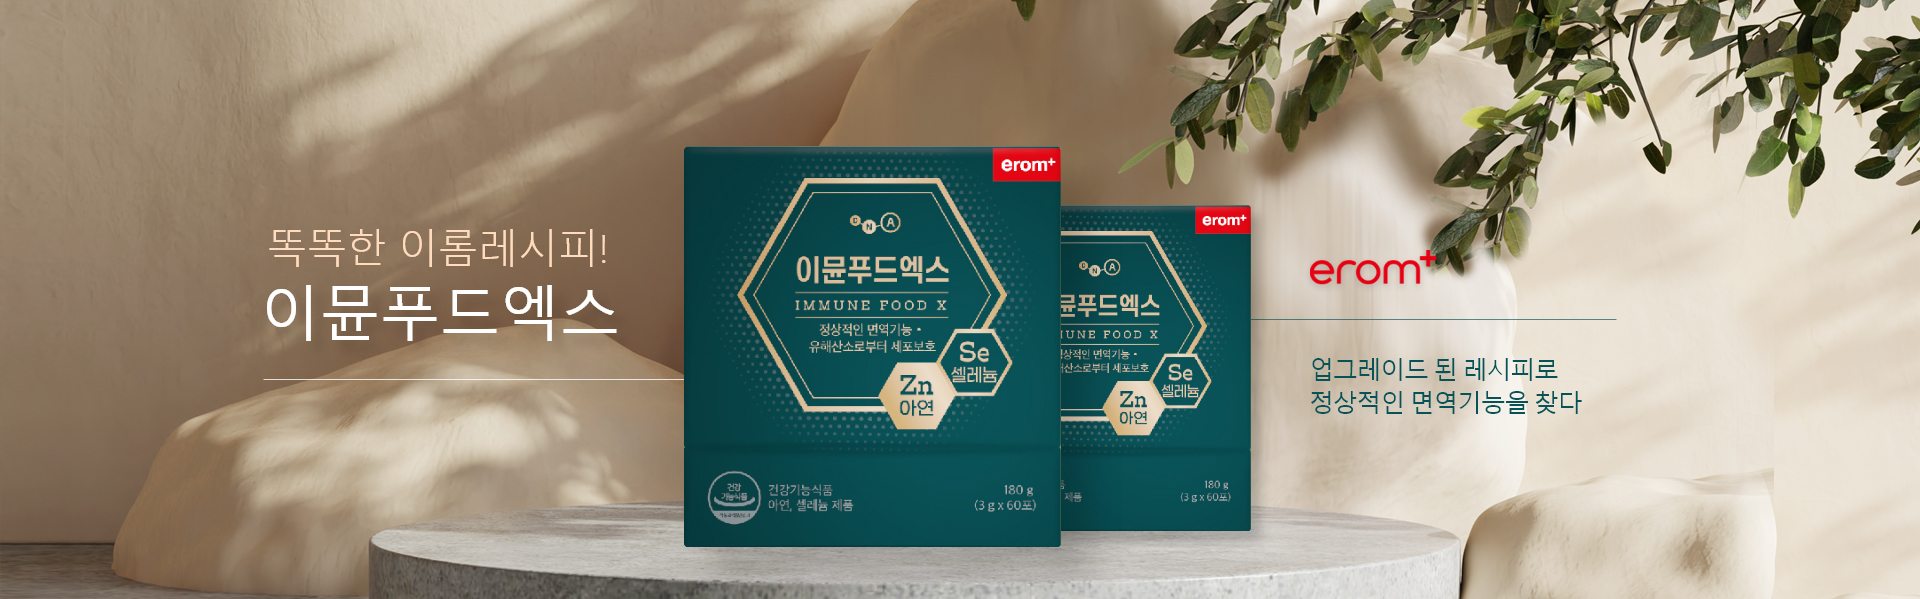 똑똑한 이롬레시피!
이뮨푸드엑스
erom+
DNA
이뮨푸드엑스
IMMUNE FOOD X
정상적인 면역기능 •
유해산소로부터 세포보호
Se
셀레늄
Zn
아연
건강
기능식품
건강기능식품
아연, 셀레늄 제품
180 g
(3 g x 60포)
erom+
DNA
뮨푸드엑스
UNE FOOD X
상적인 면역기능 •
해산소로부터 세포보호
Se
셀레늄
Zn
아연
제품
180 g
(3 g x 60포)
erom+
업그레이드 된 레시피로
정상적인 면역기능을 찾다